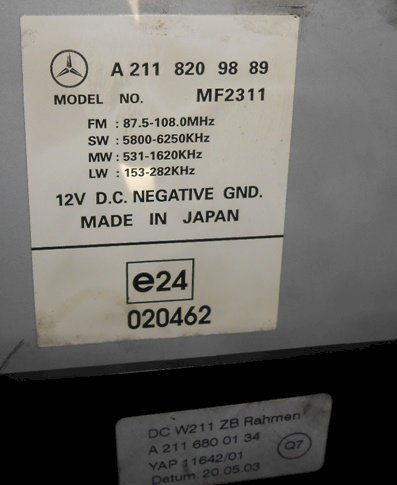 A 211 820 98 89
MODEL NO. MF2311
FM : 87.5-108.0MHz
SW : 5800-6250KHz
MW : 531-1620KHz
LW : 153-282KHz
12V D.C. NEGATIVE GND.
MADE IN JAPAN
e24
020462
DC W211 ZB Rahmen
A 211 680 01 34
YAP 11642/01
Q7
Datum: 20.05.03